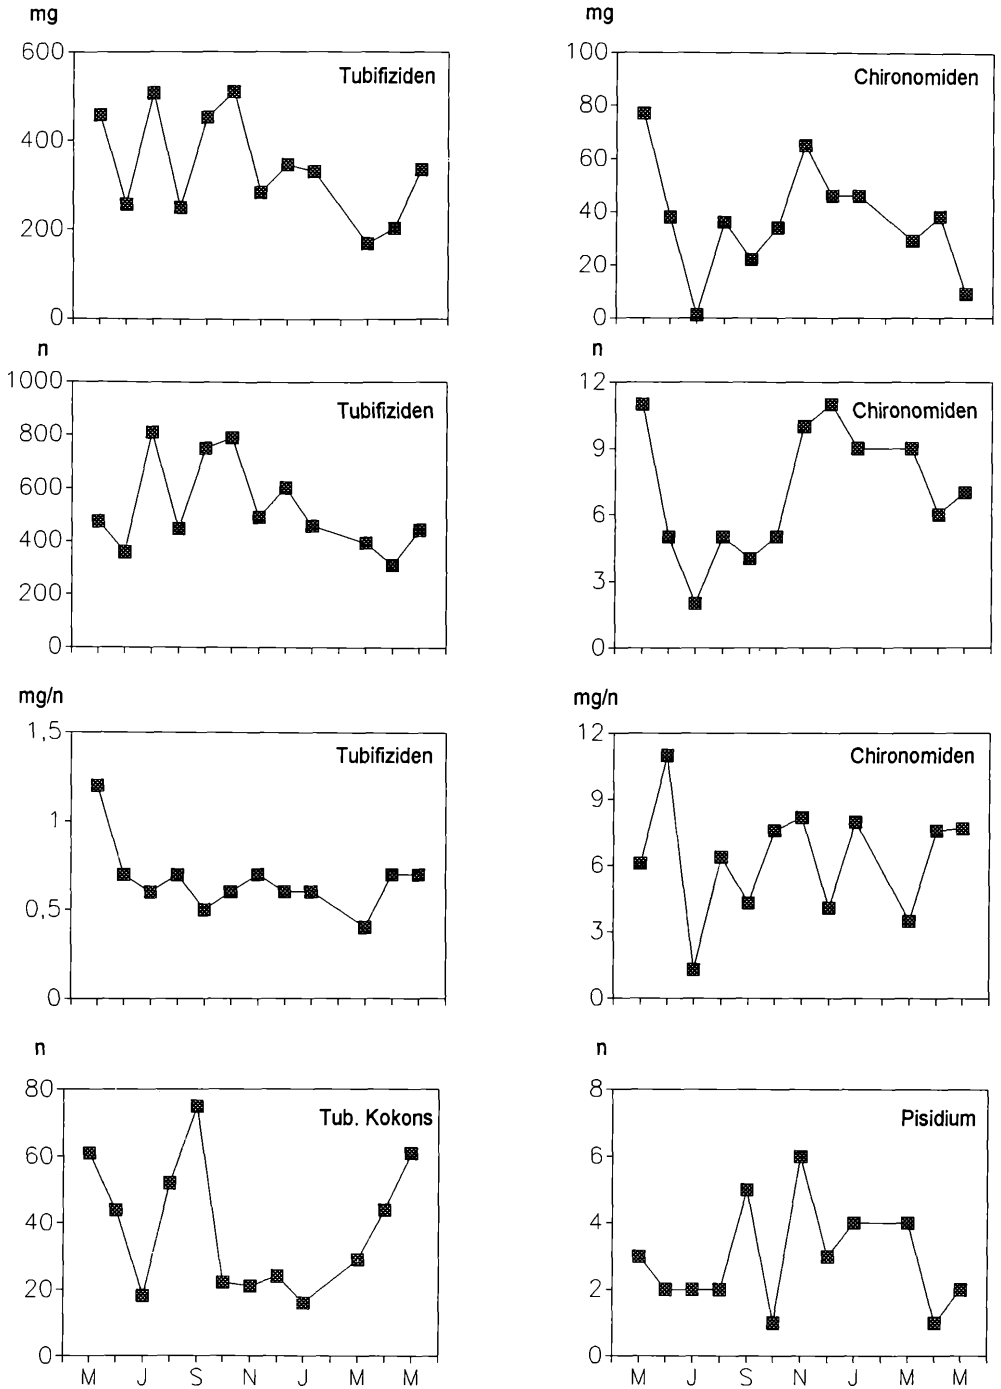 mg
600
Tubifiziden
400
200
0
mg
100
Chironomiden
80
60
40
20
0
n
1000
Tubifiziden
800
600
400
200
0
n
12
Chironomiden
9
6
3
0
mg/n
1,5
Tubifiziden
1
0,5
0
mg/n
12
Chironomiden
9
6
3
0
n
80
Tub. Kokons
60
40
20
0
M J S N J M M
n
8
Pisidium
6
4
2
0
M J S N J M M